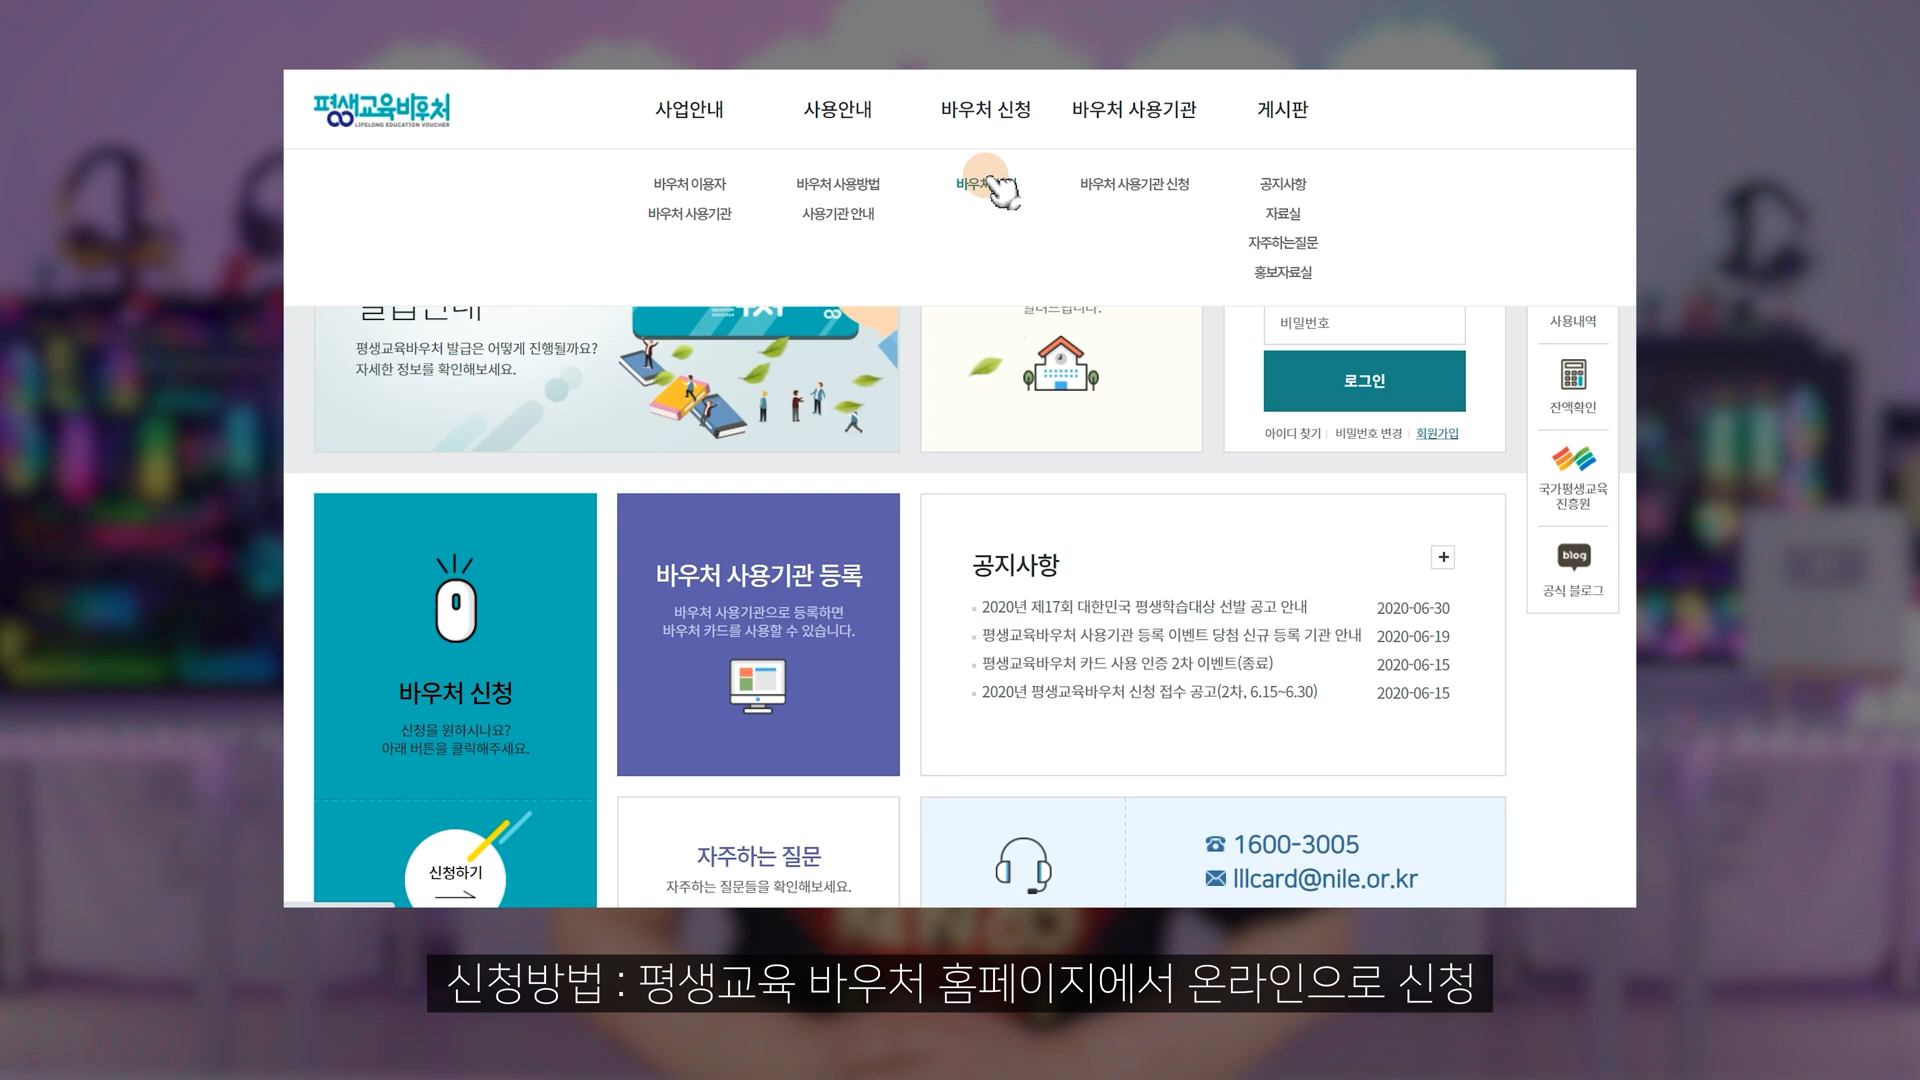 평생교육바우처
LIFELONG EDUCATION VOUCHER
사업안내
사용안내
바우처 신청
바우처 사용기관
게시판
바우처 이용자
바우처 사용기관
바우처 사용방법
사용기관 안내
바우처 사용기관 신청
공지사항
자료실
자주하는질문
홍보자료실
평생교육바우처 발급은 어떻게 진행될까요?
자세한 정보를 확인해보세요.
비밀번호
로그인
아이디 찾기
비밀번호 변경
회원가입
사용내역
잔액확인
국가평생교육
진흥원
blog
공식 블로그
바우처 신청
신청을 원하시나요?
아래 버튼을 클릭해주세요.
신청하기
바우처 사용기관 등록
바우처 사용기관으로 등록하면
바우처 카드를 사용할 수 있습니다.
공지사항
+
2020년 제17회 대한민국 평생학습대상 선발 공고 안내 2020-06-30
평생교육바우처 사용기관 등록 이벤트 당첨 신규 등록 기관 안내 2020-06-19
평생교육바우처 카드 사용 인증 2차 이벤트(종료) 2020-06-15
2020년 평생교육바우처 신청 접수 공고(2차, 6.15~6.30) 2020-06-15
자주하는 질문
자주하는 질문들을 확인해보세요.
1600-3005
lllcard@nile.or.kr
신청방법 : 평생교육 바우처 홈페이지에서 온라인으로 신청